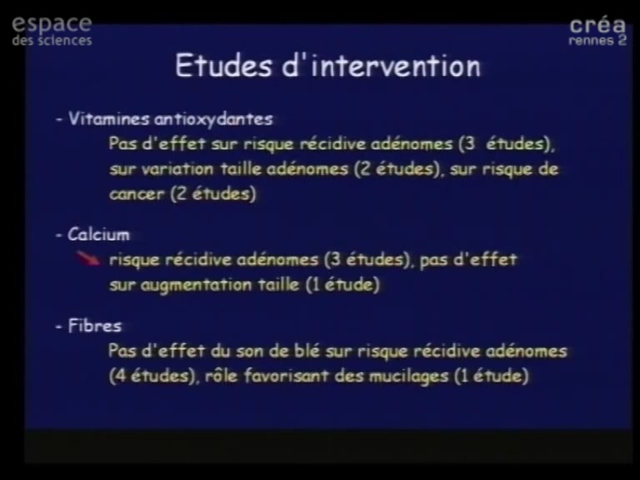 espace
des sciences
créa
rennes 2
Etudes d'intervention
- Vitamines antioxydantes
Pas d'effet sur risque récidive adénomes (3 études),
sur variation taille adénomes (2 études), sur risque de
cancer (2 études)
- Calcium
risque récidive adénomes (3 études), pas d'effet
sur augmentation taille (1 étude)
- Fibres
Pas d'effet du son de blé sur risque récidive adénomes
(4 études), rôle favorisant des mucilages (1 étude)